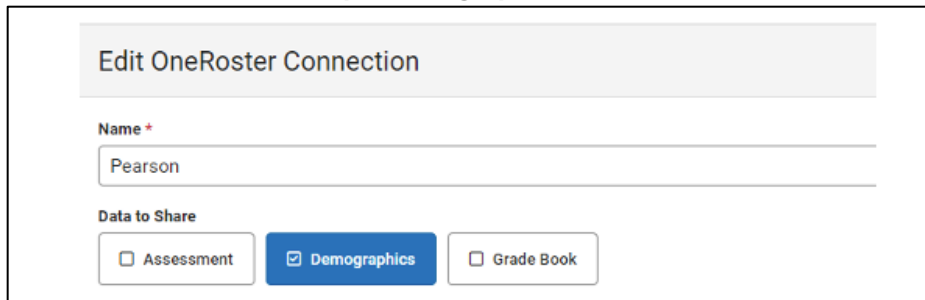 Edit OneRoster Connection
Name *
Pearson
Data to Share
Assessment Demographics Grade Book